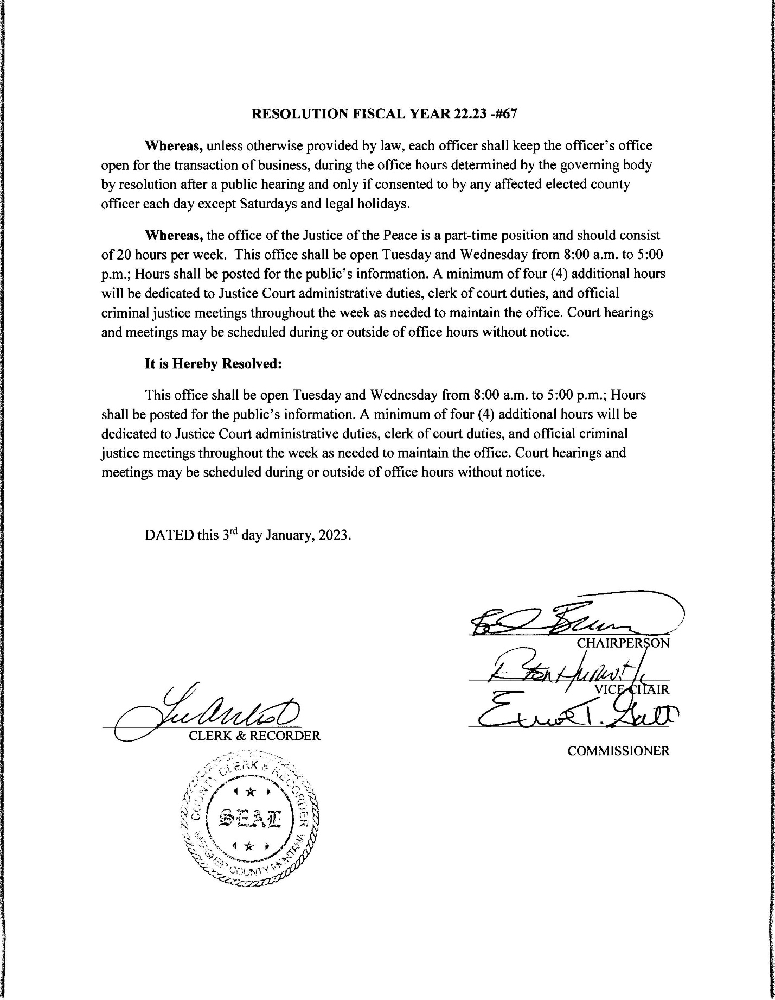 RESOLUTION FISCAL YEAR 22.23 -#67
Whereas, unless otherwise provided by law, each officer shall keep the officer's office
open for the transaction of business, during the office hours determined by the governing body
by resolution after a public hearing and only if consented to by any affected elected county
officer each day except Saturdays and legal holidays.
Whereas, the office of the Justice of the Peace is a part-time position and should consist
of 20 hours per week.  This office shall be open Tuesday and Wednesday from 8:00 a.m. to 5:00
p.m.; Hours shall be posted for the public's information. A minimum of four (4) additional hours
will be dedicated to Justice Court administrative duties, clerk of court duties, and official
criminal justice meetings throughout the week as needed to maintain the office. Court hearings
and meetings may be scheduled during or outside of office hours without notice.
It is Hereby Resolved:
This office shall be open Tuesday and Wednesday from 8:00 a.m. to 5:00 p.m.; Hours
shall be posted for the public's information. A minimum of four (4) additional hours will be
dedicated to Justice Court administrative duties, clerk of court duties, and official criminal
justice meetings throughout the week as needed to maintain the office. Court hearings and
meetings may be scheduled during or outside of office hours without notice.
DATED this 3rd day January, 2023.
CHAIRPERSON
VICE CHAIR
CLERK & RECORDER
COMMISSIONER
COUNTY CLERK & RECORDER
SEAL
MEAGHER COUNTY MONTANA